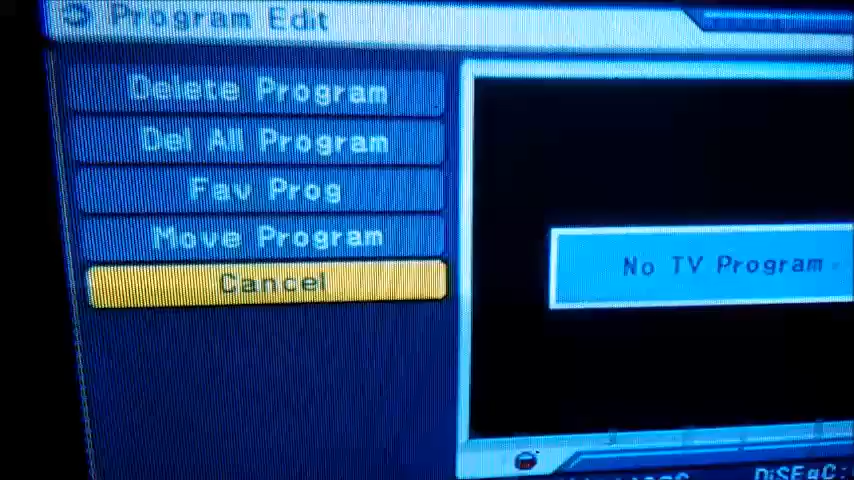 Program Edit
Delete Program
Del All Program
Fav Prog
Move Program
Cancel
No TV Program
DiSEqC: